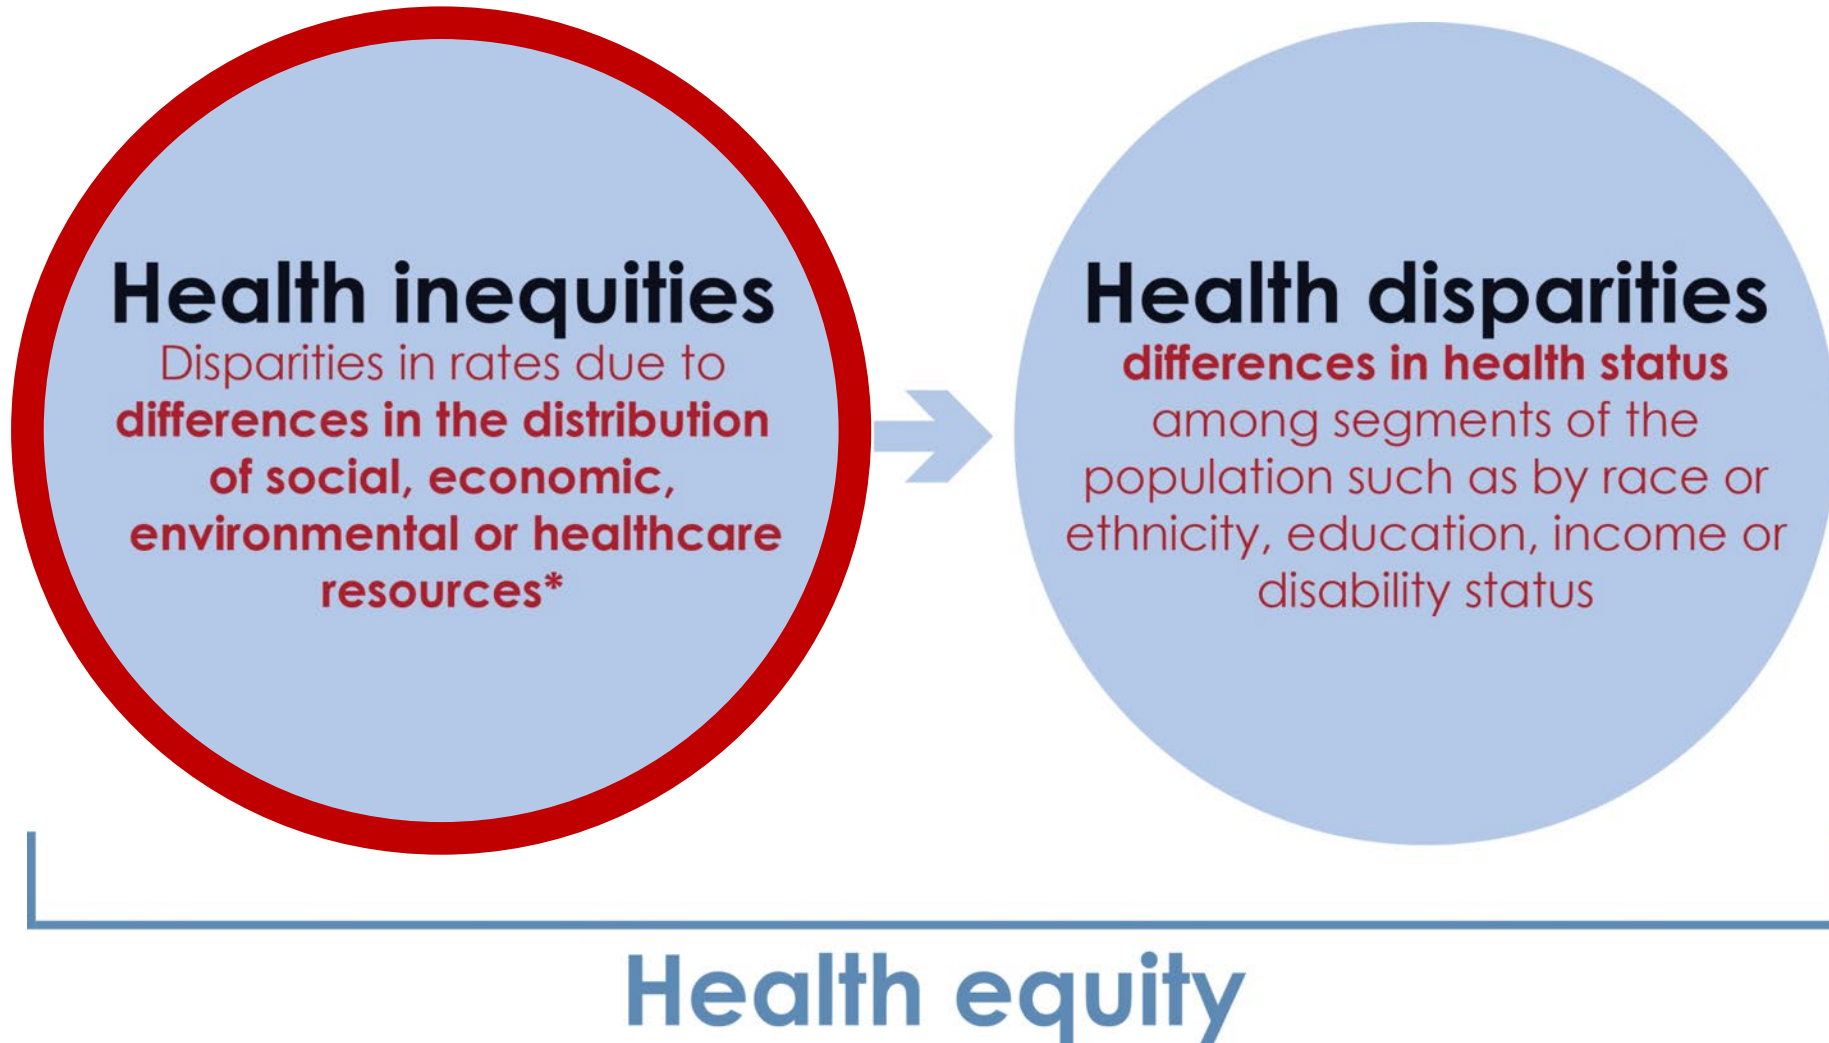 Health inequities
Disparities in rates due to
differences in the distribution
of social, economic,
environmental or healthcare
resources*
Health disparities
differences in health status
among segments of the
population such as by race or
ethnicity, education, income or
disability status
Health equity